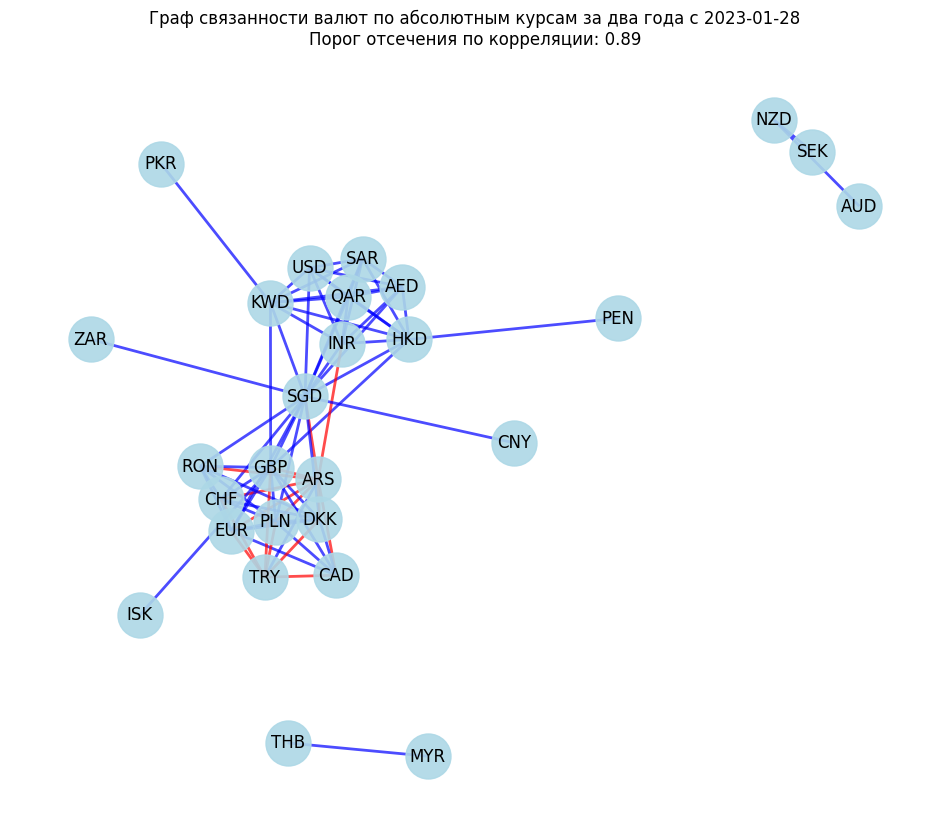 Граф связанности валют по абсолютным курсам за два года с 2023-01-28
Порог отсечения по корреляции: 0.89
NZD
SEK
PKR
AUD
SAR
USD
AED
QAR
KWD
PEN
ZAR
HKD
INR
SGD
CNY
RON
GBP
ARS
CHF
DKK
PLN
EUR
CAD
TRY
ISK
THB
MYR